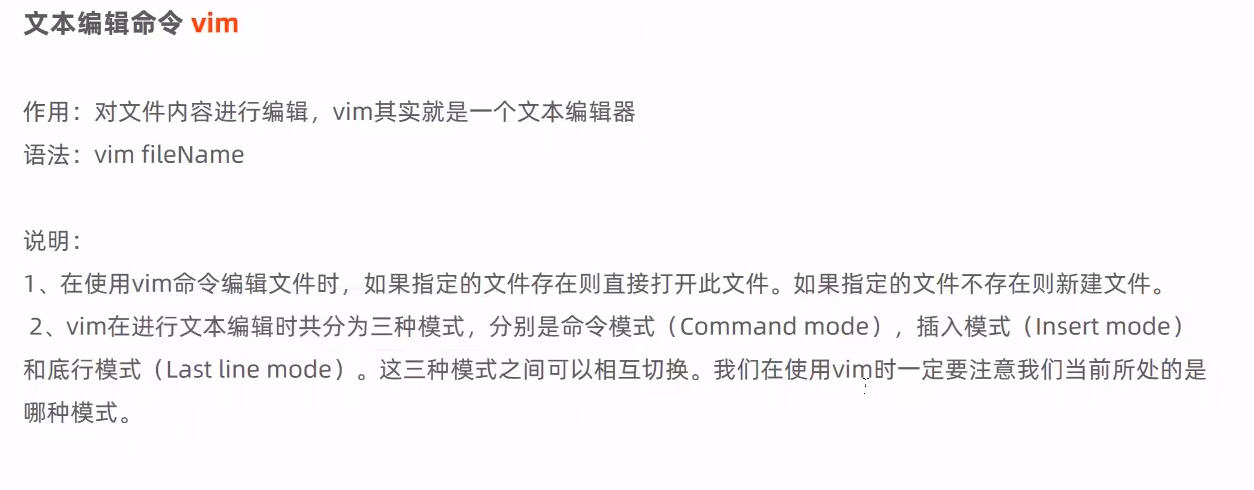 文本编辑命令 vim
作用：对文件内容进行编辑，vim其实就是一个文本编辑器
语法：vim fileName
说明：
1、在使用vim命令编辑文件时，如果指定的文件存在则直接打开此文件。如果指定的文件不存在则新建文件。
2、vim在进行文本编辑时共分为三种模式，分别是命令模式（Command mode），插入模式（Insert mode）
和底行模式（Last line mode）。这三种模式之间可以相互切换。我们在使用vim时一定要注意我们当前所处的是
哪种模式。